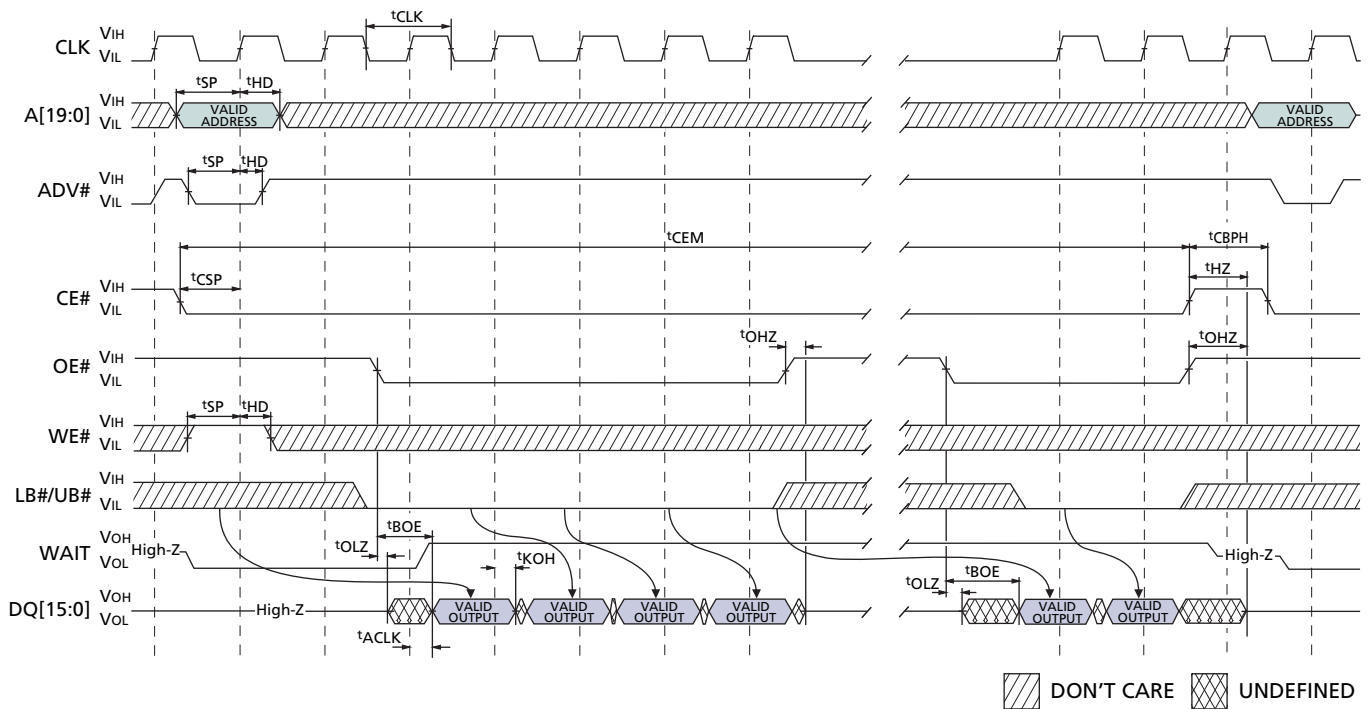 tCLK
CLK VIH
VIL
tSP tHD
A[19:0] VIH
VIL
VALID
ADDRESS
VALID
ADDRESS
tSP tHD
ADV# VIH
VIL
tCEM tCBPH
tCSP tHZ
CE# VIH
VIL
tOHZ tOHZ
OE# VIH
VIL
tSP tHD
WE# VIH
VIL
LB#/UB# VIH
VIL
tBOE
WAIT VOH
VOL
High-Z
tOLZ
tKOH
High-Z
tOLZ tBOE
DQ[15:0] VOH
VOL
High-Z
VALID
OUTPUT
VALID
OUTPUT
VALID
OUTPUT
VALID
OUTPUT
VALID
OUTPUT
VALID
OUTPUT
tACLK
DON'T CARE UNDEFINED